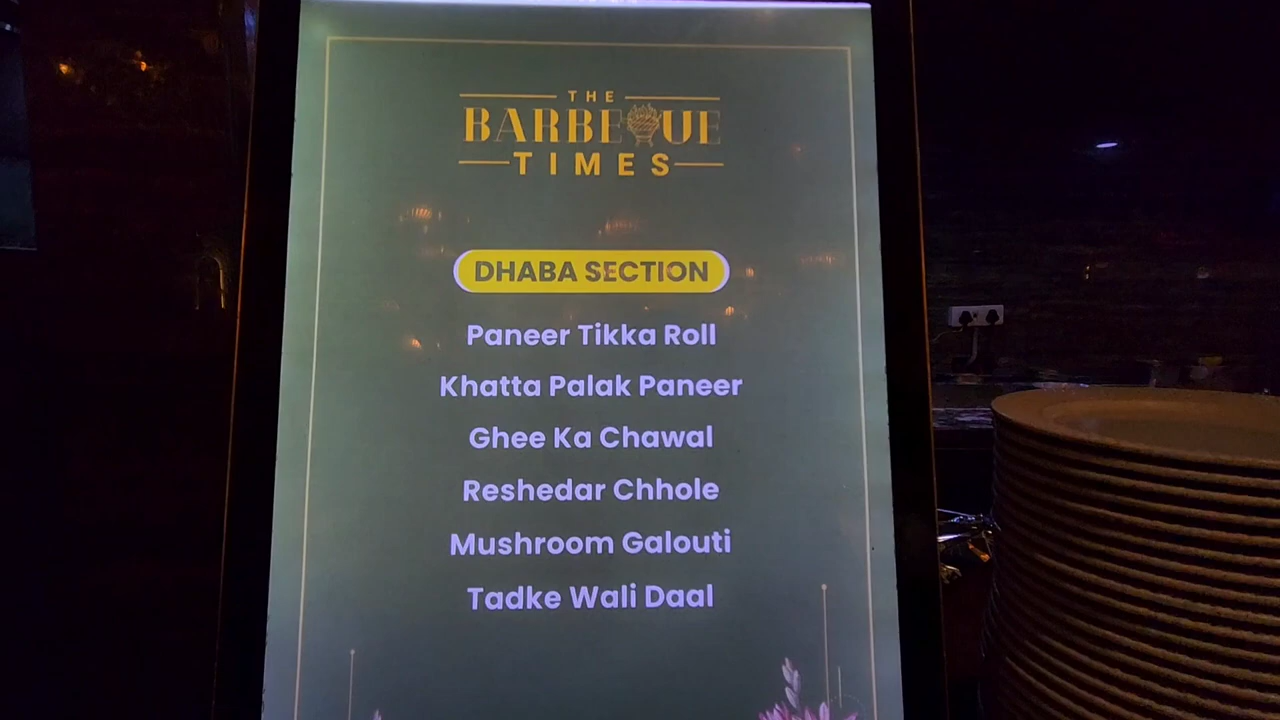 THE
BARBEQUE
TIMES
DHABA SECTION
Paneer Tikka Roll
Khatta Palak Paneer
Ghee Ka Chawal
Reshedar Chhole
Mushroom Galouti
Tadke Wali Daal